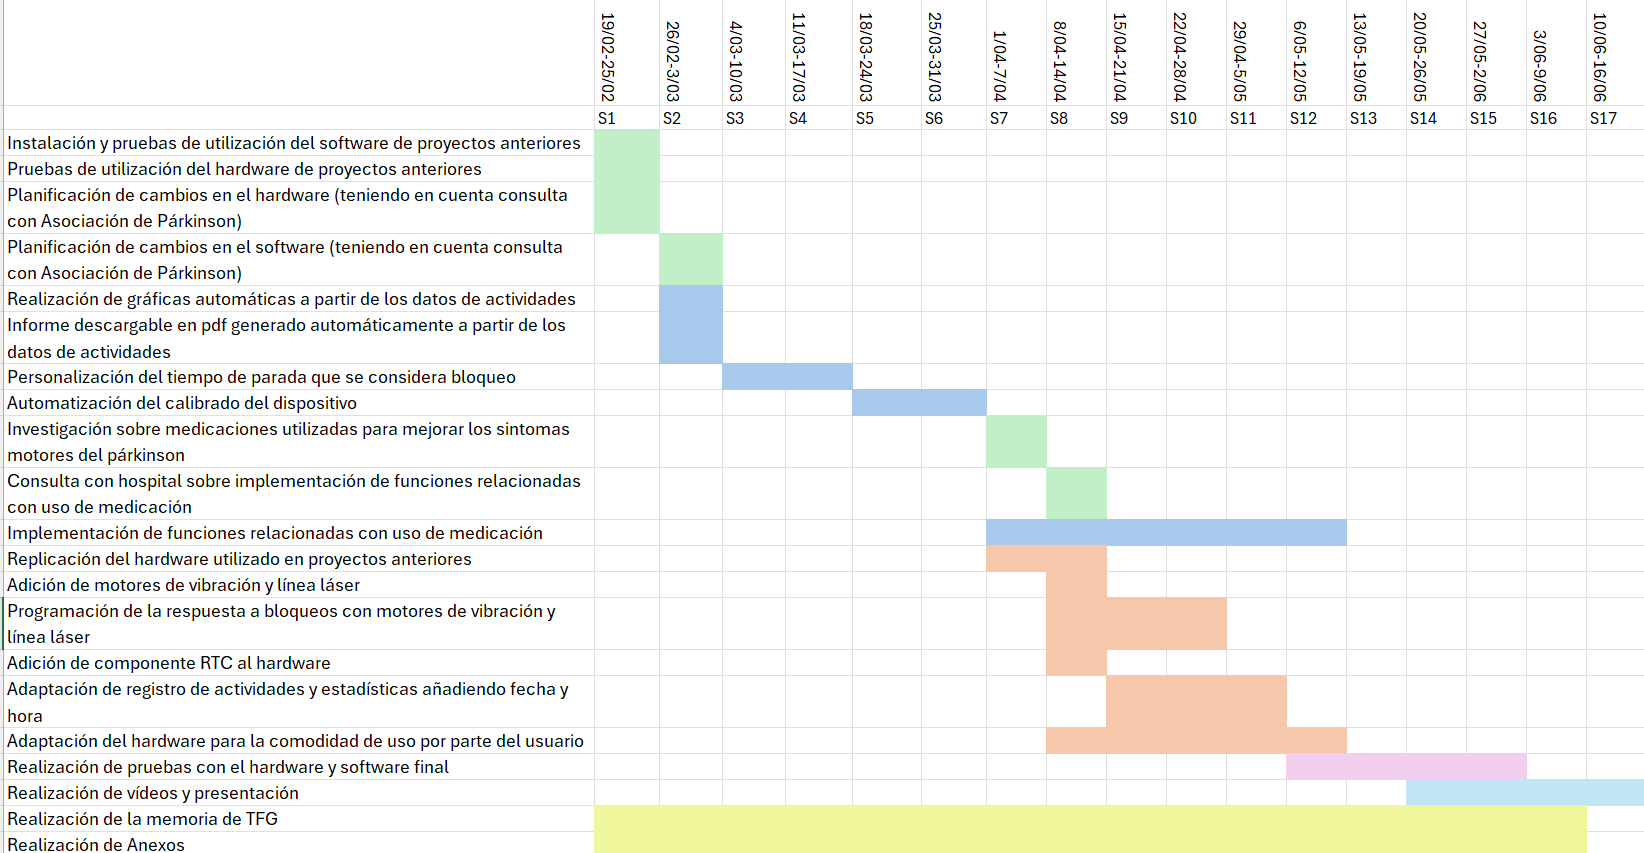 19/02-25/02
26/02-3/03
4/03-10/03
11/03-17/03
18/03-24/03
25/03-31/03
1/04-7/04
8/04-14/04
15/04-21/04
22/04-28/04
29/04-5/05
6/05-12/05
13/05-19/05
20/05-26/05
27/05-2/06
3/06-9/06
10/06-16/06
S1 S2 S3 S4 S5 S6 S7 S8 S9 S10 S11 S12 S13 S14 S15 S16 S17
Instalación y pruebas de utilización del software de proyectos anteriores
Pruebas de utilización del hardware de proyectos anteriores
Planificación de cambios en el hardware (teniendo en cuenta consulta
con Asociación de Párkinson)
Planificación de cambios en el software (teniendo en cuenta consulta
con Asociación de Párkinson)
Realización de gráficas automáticas a partir de los datos de actividades
Informe descargable en pdf generado automáticamente a partir de los
datos de actividades
Personalización del tiempo de parada que se considera bloqueo
Automatización del calibrado del dispositivo
Investigación sobre medicaciones utilizadas para mejorar los sintomas
motores del párkinson
Consulta con hospital sobre implementación de funciones relacionadas
con uso de medicación
Implementación de funciones relacionadas con uso de medicación
Replicación del hardware utilizado en proyectos anteriores
Adición de motores de vibración y línea láser
Programación de la respuesta a bloqueos con motores de vibración y
línea láser
Adición de componente RTC al hardware
Adaptación de registro de actividades y estadísticas añadiendo fecha y
hora
Adaptación del hardware para la comodidad de uso por parte del usuario
Realización de pruebas con el hardware y software final
Realización de vídeos y presentación
Realización de la memoria de TFG
Realización de Anexos